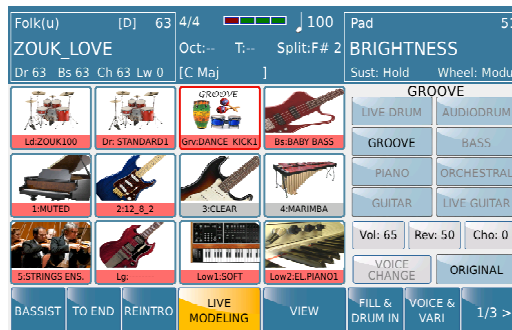 Folk(u) [D] 63 4/4 100 Pad 51
ZOUK_LOVE Oct:-- T:-- Split:F# 2 BRIGHTNESS
Dr 63 Bs 63 Ch 63 Lw 0 [C Maj ] Sust: Hold Wheel: Modu
GROOVE
GROOVE
LIVE DRUM AUDIODRUM
Ld:ZOUK100 Dr: STANDARD1 Grv:DANCE KICK1 Bs:BABY BASS
GROOVE BASS
PIANO ORCHESTRAL
1:MUTED 2:12_8_2 3:CLEAR 4:MARIMBA
GUITAR LIVE GUITAR
Vol: 65 Rev: 50 Cho: 0
VOICE CHANGE ORIGINAL
5:STRINGS ENS. Lg: Low1:SOFT Low2:EL.PIANO1
BASSIST TO END REINTRO LIVE MODELING VIEW FILL & DRUM IN VOICE & VARI 1/3 >